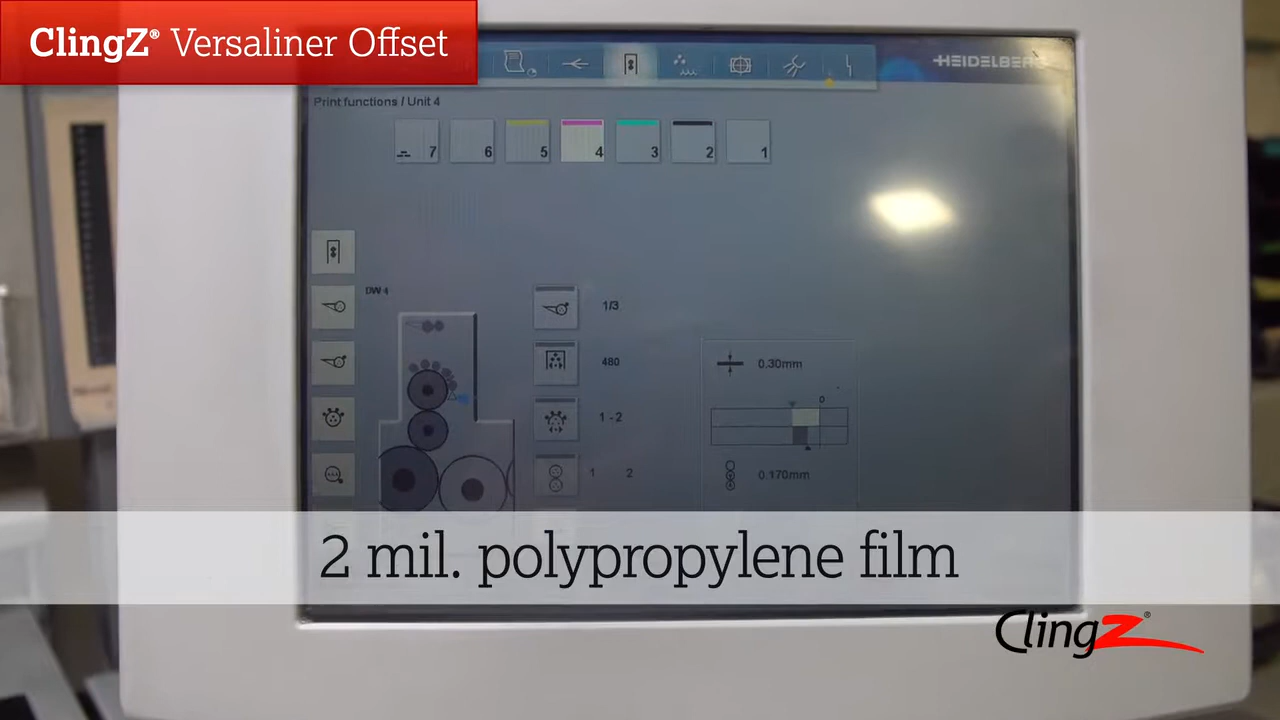 ClingZ® Versaliner Offset
HEIDELBERG
Print functions / Unit 4
7 6 5 4 3 2 1
DW 4
1/3
480
0.30mm
0
1 - 2
1 2
0.170mm
2 mil. polypropylene film
ClingZ®